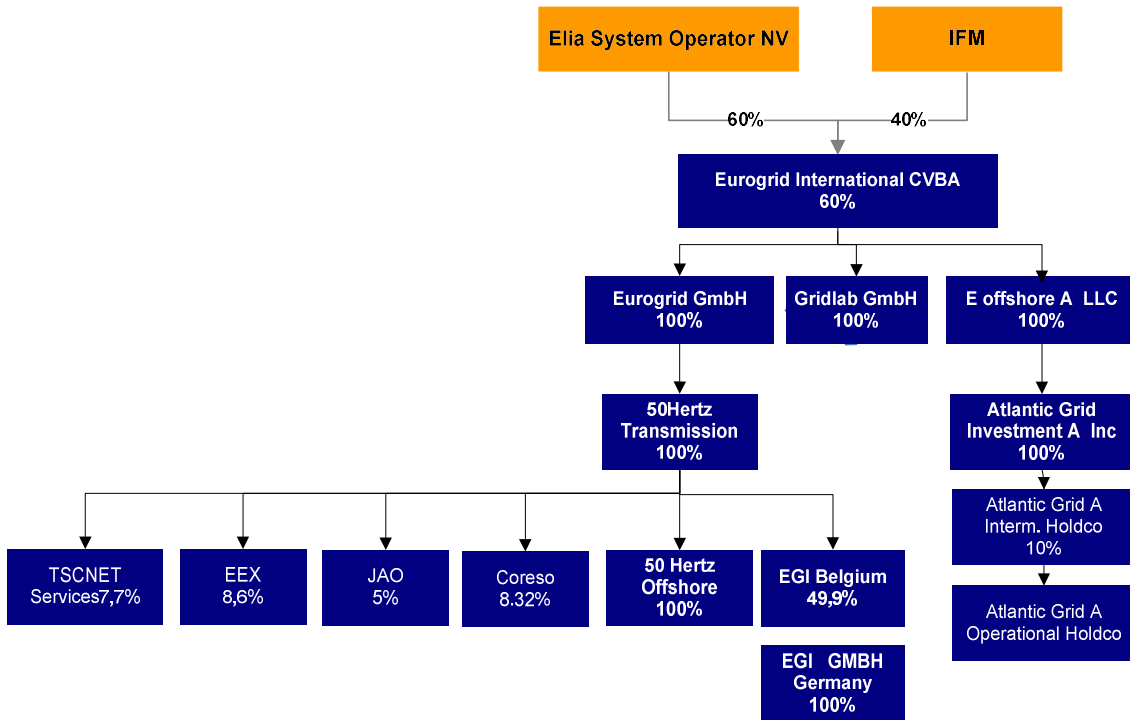 Elia System Operator NV
IFM
60%
40%
Eurogrid International CVBA
60%
Eurogrid GmbH
100%
Gridlab GmbH
100%
E offshore A LLC
100%
50Hertz
Transmission
100%
Atlantic Grid
Investment A Inc
100%
Atlantic Grid A
Interm. Holdco
10%
TSCNET
Services7,7%
EEX
8,6%
JAO
5%
Coreso
8.32%
50 Hertz
Offshore
100%
EGI Belgium
49,9%
Atlantic Grid A
Operational Holdco
EGI GMBH
Germany
100%